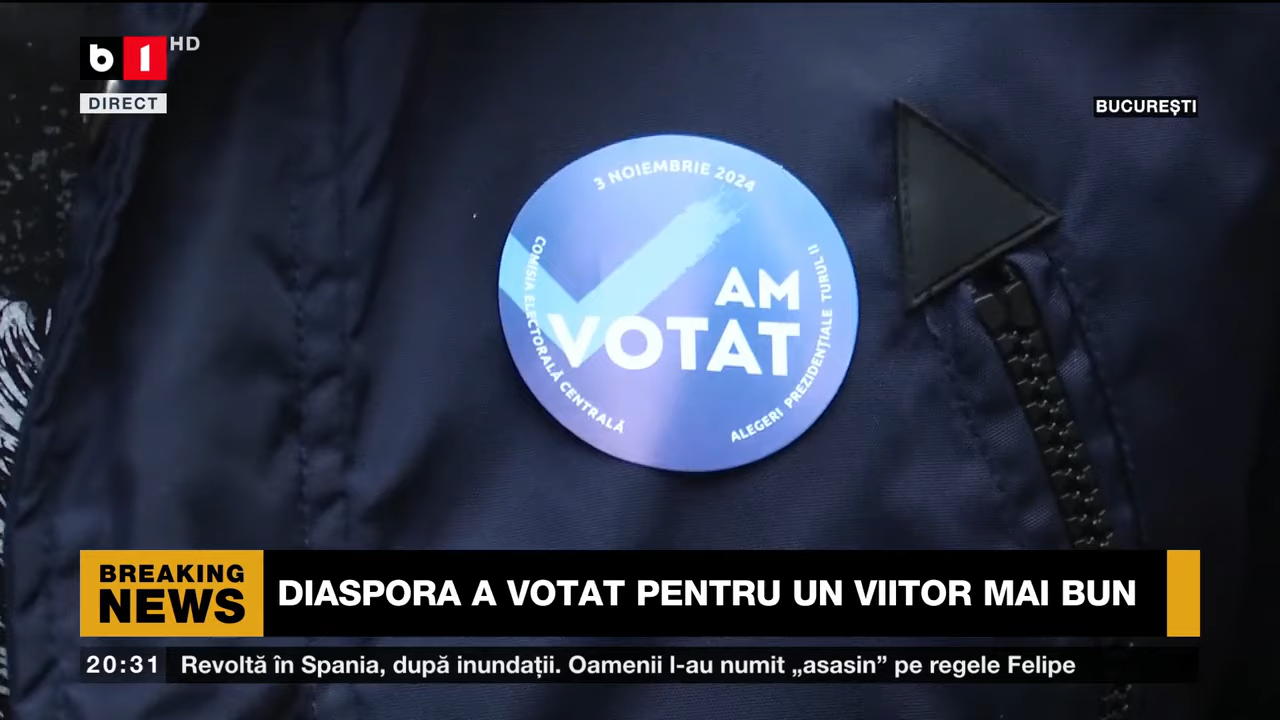 b1 HD
DIRECT
BUCUREȘTI
3 NOIEMBRIE 2024
COMISIA ELECTORALĂ CENTRALĂ
AM
VOTAT
ALEGERI PREZIDENȚIALE TURUL II
BREAKING
NEWS
DIASPORA A VOTAT PENTRU UN VIITOR MAI BUN
20:31 Revoltă în Spania, după inundații. Oamenii l-au numit „asasin” pe regele Felipe